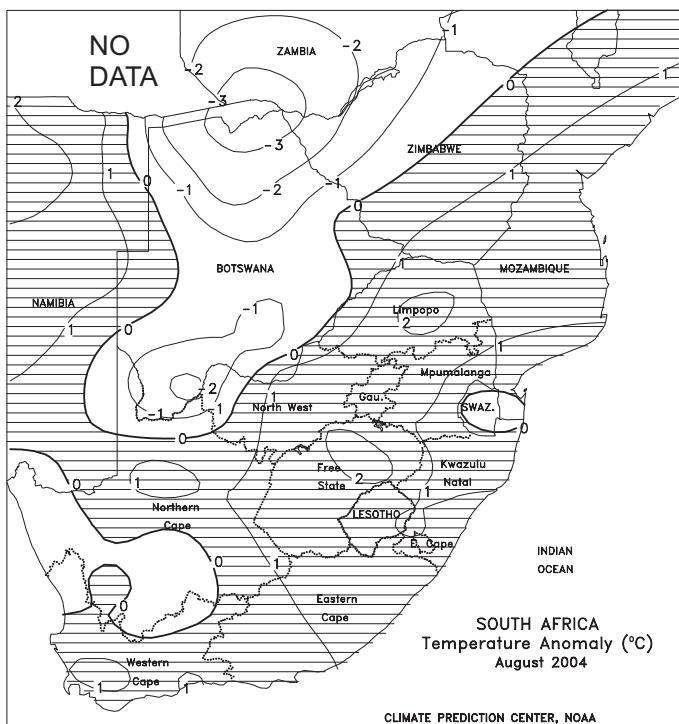 NO
DATA
ZAMBIA
-2
-1
-2
-3
-3
1
0
2
ZIMBABWE
1
0
-1
-2
-1
1
0
BOTSWANA
1
MOZAMBIQUE
NAMIBIA
-1
Limpopo
2
1
0
0
1
Mpumalanga
-2
1
North West
Gau.
SWAZ.
-1
-1
0
0
Free
State
2
Kwazulu
Natal
0
1
1
Northern
Cape
LESOTHO
E. Cape
INDIAN
OCEAN
0
1
0
Eastern
Cape
SOUTH AFRICA
Temperature Anomaly (°C)
August 2004
Western
Cape
1
1
CLIMATE PREDICTION CENTER, NOAA